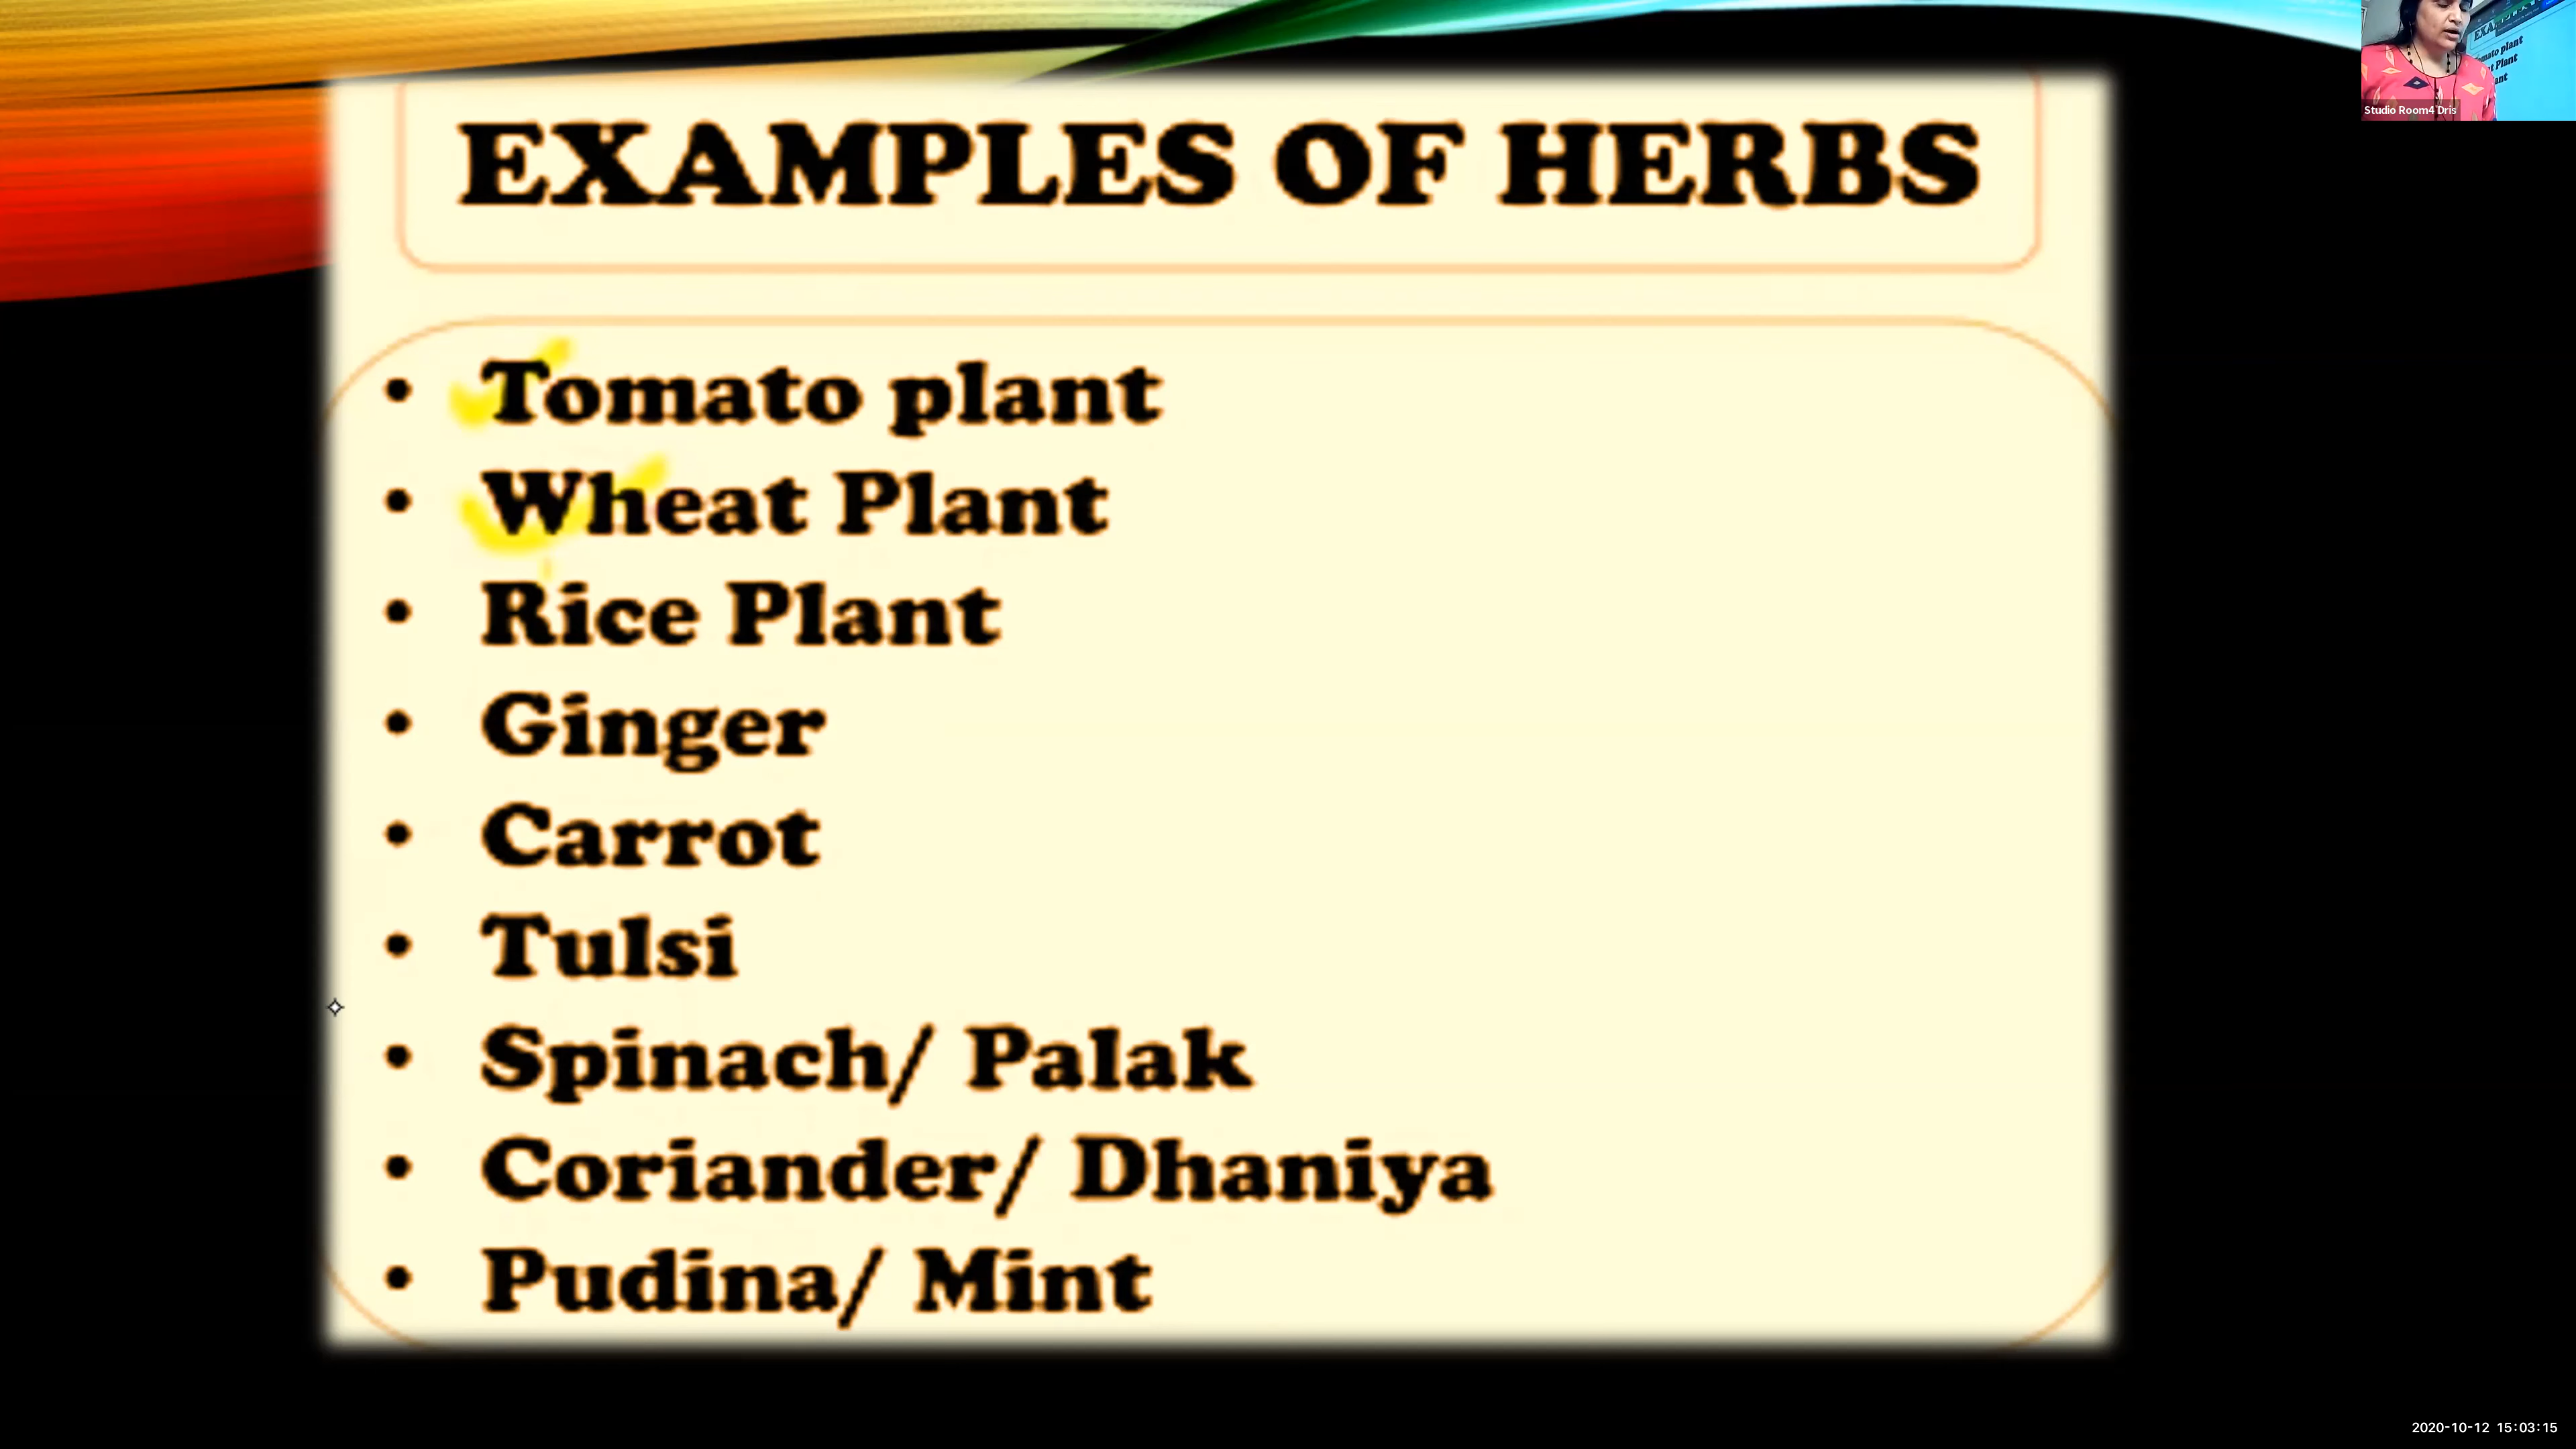 EXAMPLES OF HERBS
• Tomato plant
• Wheat Plant
• Rice Plant
• Ginger
• Carrot
• Tulsi
• Spinach/ Palak
• Coriander/ Dhaniya
• Pudina/ Mint
Studio Room4 Dris
2020-10-12 15:03:15